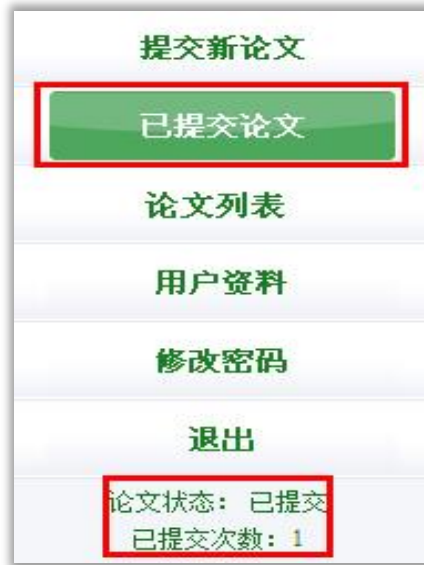 提交新论文
已提交论文
论文列表
用户资料
修改密码
退出
论文状态： 已提交
已提交次数： 1